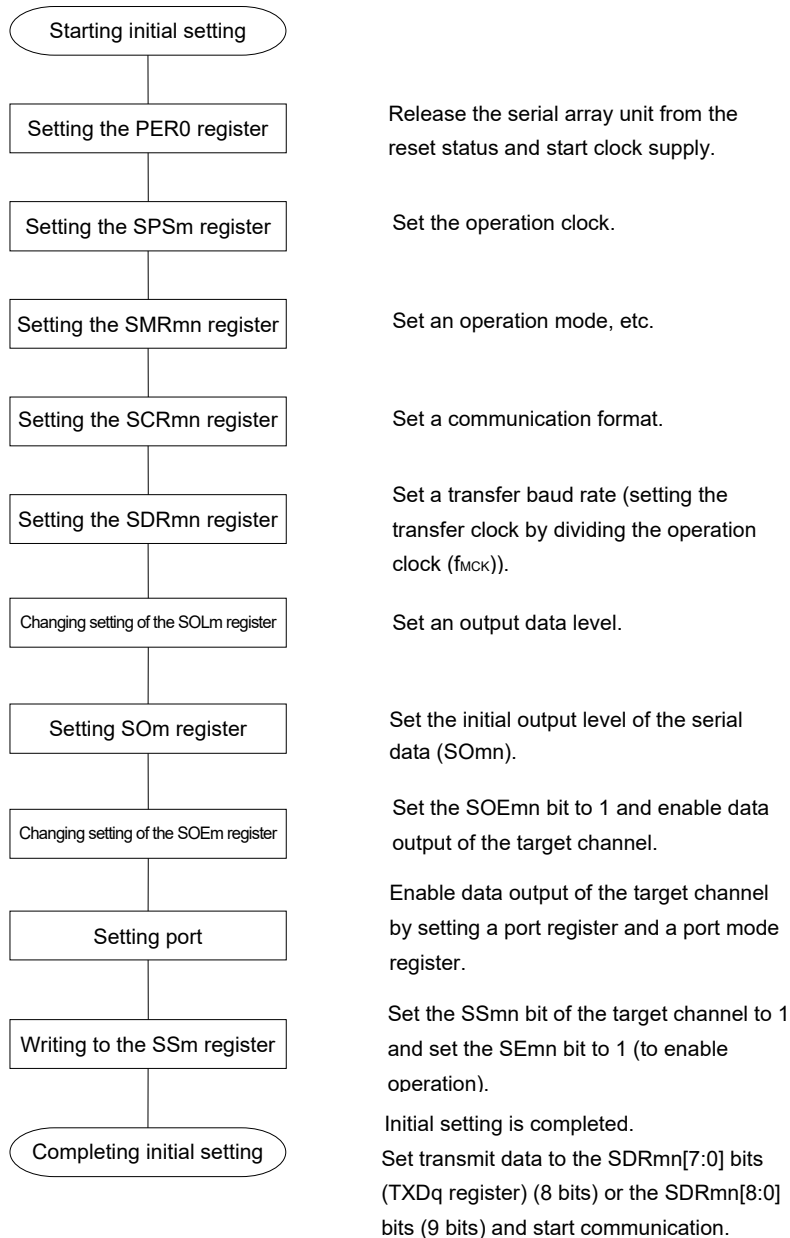 Starting initial setting
Setting the PER0 register
Release the serial array unit from the
reset status and start clock supply.
Setting the SPSm register
Set the operation clock.
Setting the SMRmn register
Set an operation mode, etc.
Setting the SCRmn register
Set a communication format.
Setting the SDRmn register
Set a transfer baud rate (setting the
transfer clock by dividing the operation
clock (fMCK)).
Changing setting of the SOLm register
Set an output data level.
Setting SOm register
Set the initial output level of the serial
data (SOmn).
Changing setting of the SOEm register
Set the SOEmn bit to 1 and enable data
output of the target channel.
Setting port
Enable data output of the target channel
by setting a port register and a port mode
register.
Writing to the SSm register
Set the SSmn bit of the target channel to 1
and set the SEmn bit to 1 (to enable
operation).
Completing initial setting
Initial setting is completed.
Set transmit data to the SDRmn[7:0] bits
(TXDq register) (8 bits) or the SDRmn[8:0]
bits (9 bits) and start communication.